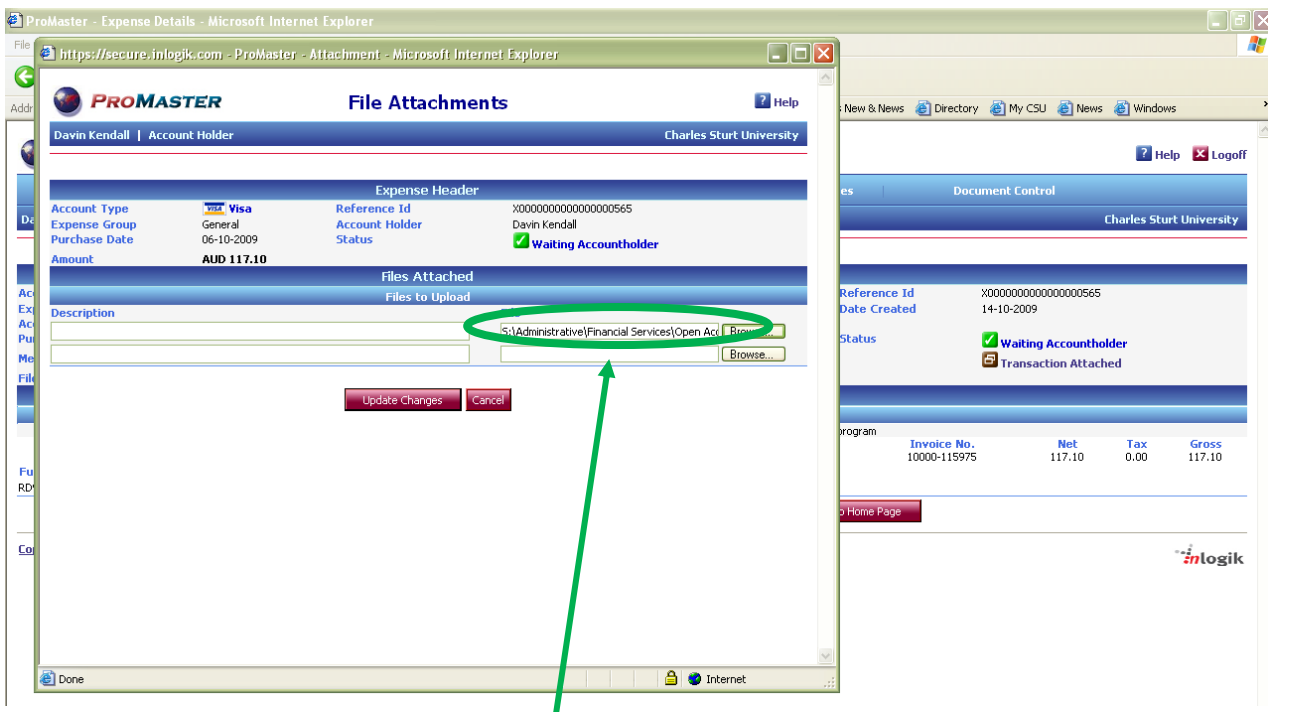 ProMaster - Expense Details - Microsoft Internet Explorer
File
https://secure.inlogik.com - ProMaster - Attachment - Microsoft Internet Explorer
PROMASTER
File Attachments
Help
Davin Kendall | Account Holder
Charles Sturt University
Expense Header
Account Type Visa Reference Id X0000000000000000565
Expense Group General Account Holder Davin Kendall
Purchase Date 06-10-2009 Status Waiting Accountholder
Amount AUD 117.10
Files Attached
Files to Upload
Description
S:\Administrative\Financial Services\Open Acc
Browse...
Update Changes Cancel
Done Internet
New & News Directory My CSU News Windows
Help Logoff
Document Control
Charles Sturt University
Reference Id X0000000000000000565
Date Created 14-10-2009
Status Waiting Accountholder
Transaction Attached
Invoice No. Net Tax Gross
10000-115975 117.10 0.00 117.10
Home Page
inlogik